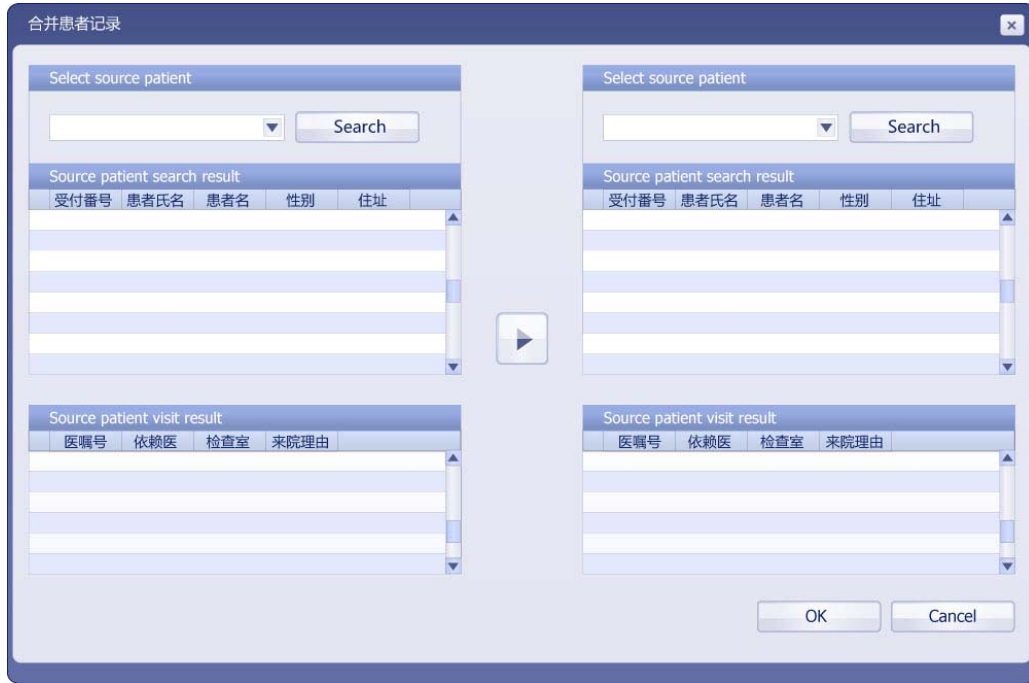 合并患者记录
Select source patient
Search
Source patient search result
受付番号 患者氏名 患者名 性别 住址
Source patient visit result
医嘱号 依赖医 检查室 来院理由
Select source patient
Search
Source patient search result
受付番号 患者氏名 患者名 性别 住址
Source patient visit result
医嘱号 依赖医 检查室 来院理由
OK Cancel